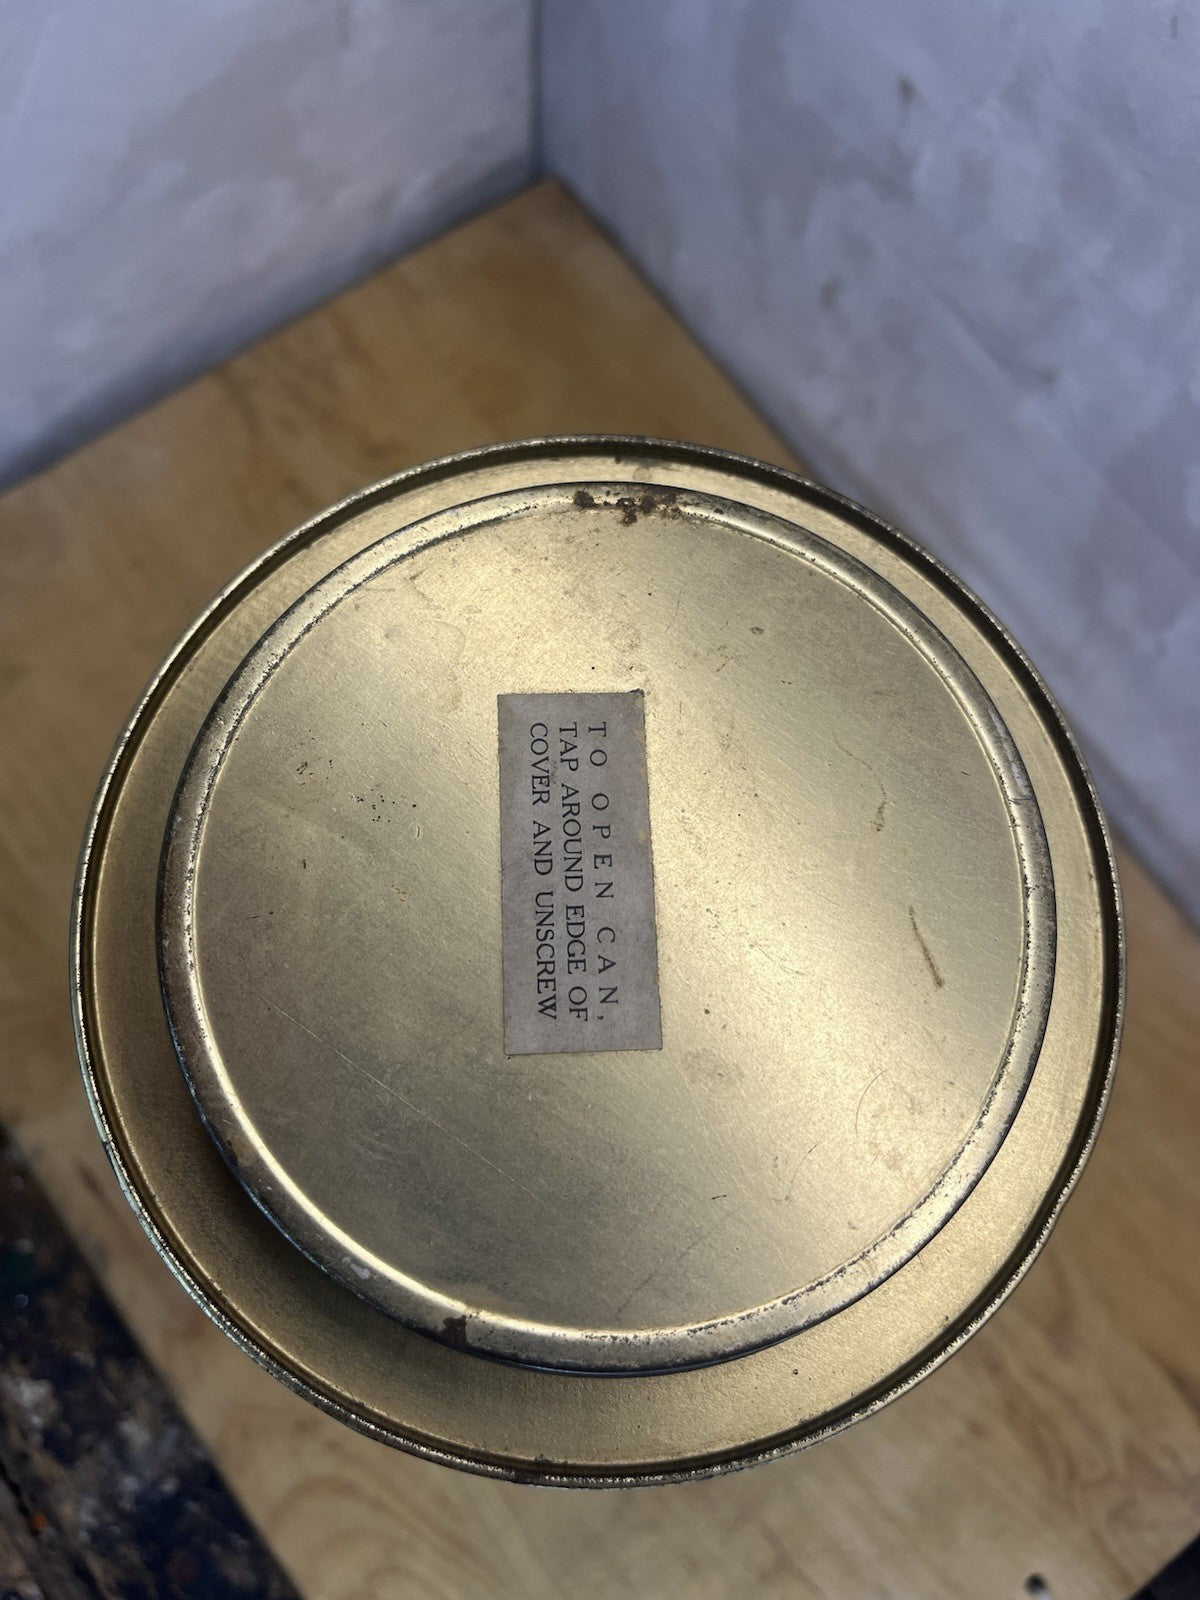 TO OPEN CAN,
TAP AROUND EDGE OF
COVER AND UNSCREW